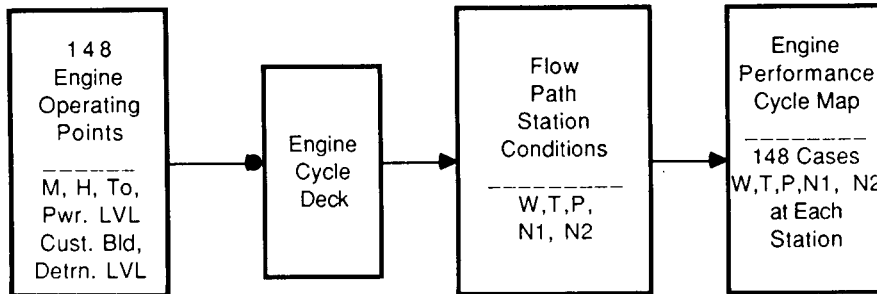 148
Engine
Operating
Points
M, H, To,
Pwr. LVL
Cust. Bld,
Detrn. LVL
Engine
Cycle
Deck
Flow
Path
Station
Conditions
W,T,P,
N1, N2
Engine
Performance
Cycle Map
148 Cases
W,T,P,N1, N2
at Each
Station